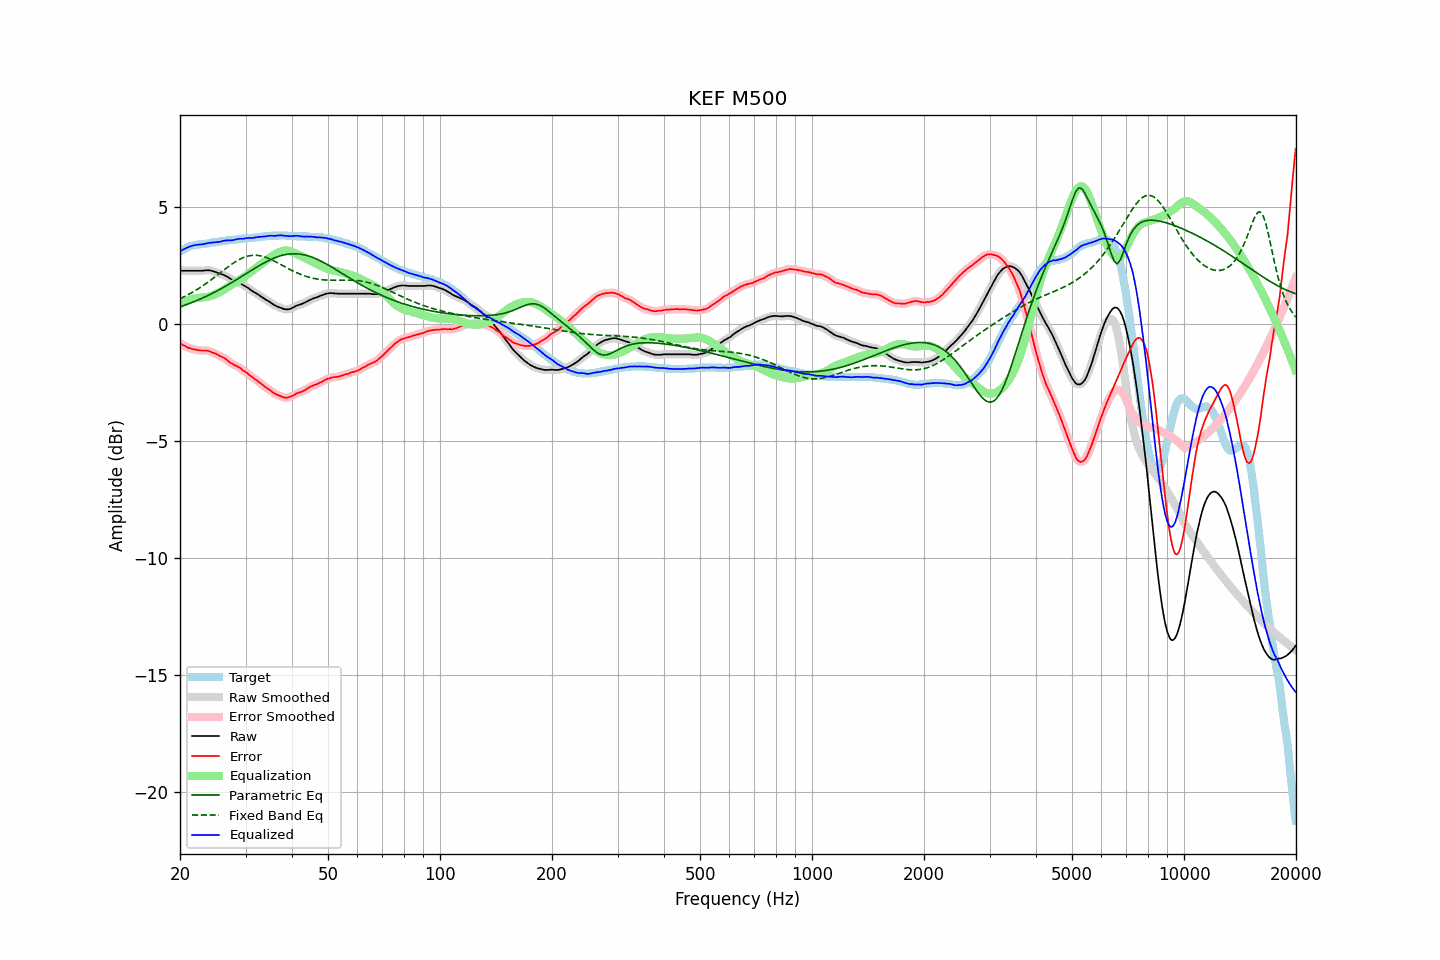 KEF M500
Amplitude (dBr)
5
0
−5
−10
−15
−20
Target
Raw Smoothed
Error Smoothed
Raw
Error
Equalization
Parametric Eq
Fixed Band Eq
Equalized
20
50
100
200
500
1000
2000
5000
10000
20000
Frequency (Hz)